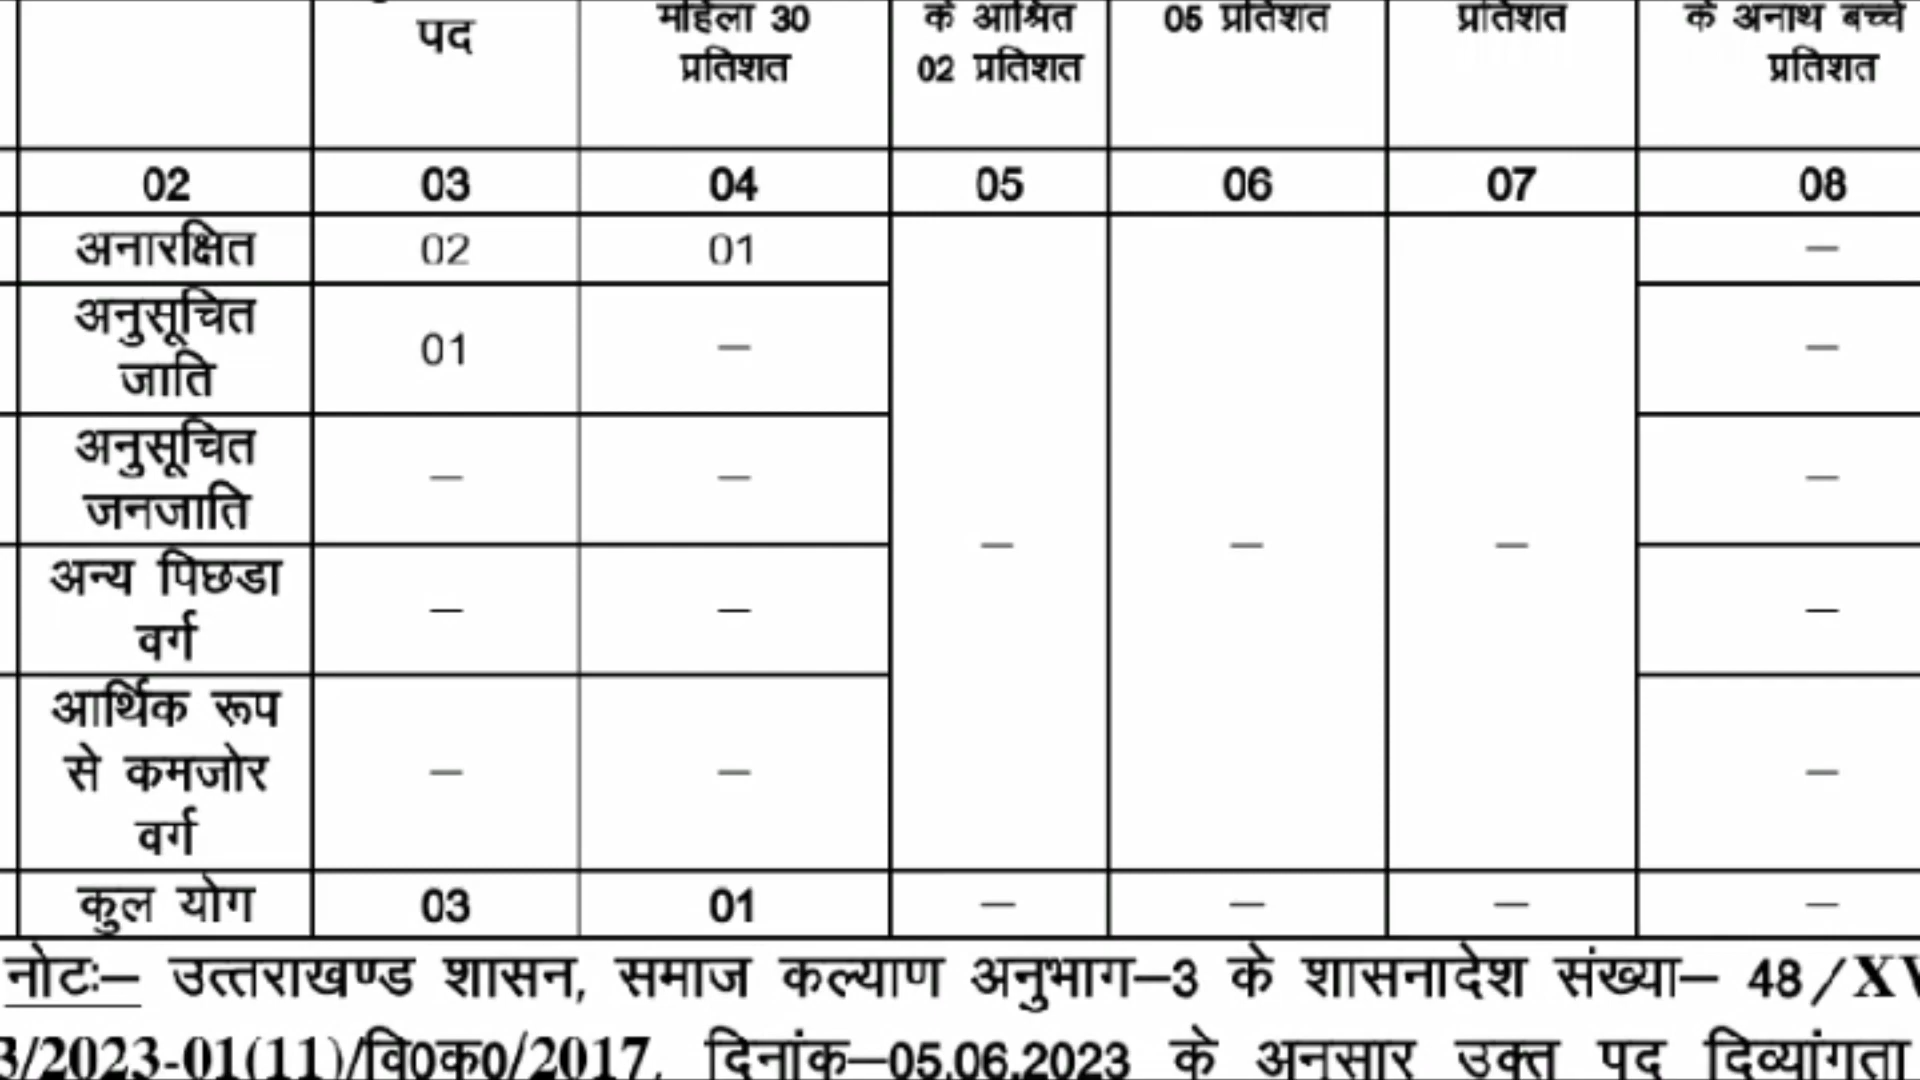 पद महिला 30 के आश्रित 05 प्रतिशत प्रतिशत के अनाथ बच्चे
प्रतिशत 02 प्रतिशत प्रतिशत
02 03 04 05 06 07 08
अनारक्षित 02 01 –
अनुसूचित
जाति 01 – –
अनुसूचित
जनजाति – – – – – –
अन्य पिछडा
वर्ग – – –
आर्थिक रूप
से कमजोर – – –
वर्ग
कुल योग 03 01 – – – –
नोटः– उत्तराखण्ड शासन, समाज कल्याण अनुभाग–3 के शासनादेश संख्या– 48/XV
3/2023-01(11)/वि0क0/2017, दिनांक–05.06.2023 के अनुसार उक्त पद दिव्यांगता